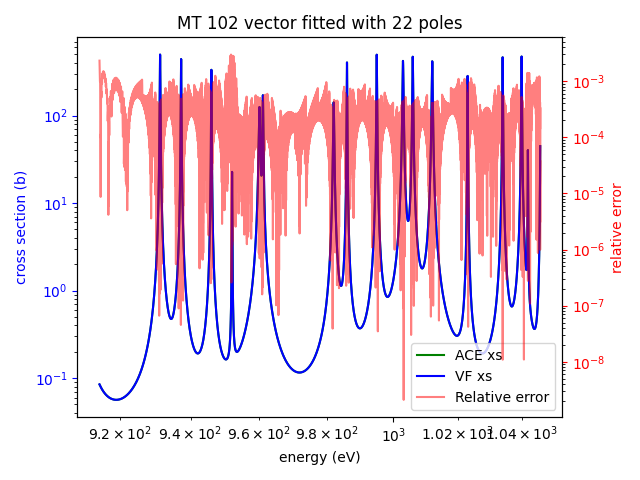 MT 102 vector fitted with 22 poles
cross section (b)
10²
10¹
10⁰
10⁻¹
10⁻³
10⁻⁴
10⁻⁵
10⁻⁶
10⁻⁷
10⁻⁸
relative error
ACE xs
VF xs
Relative error
9.2 × 10² 9.4 × 10² 9.6 × 10² 9.8 × 10² 10³ 1.02 × 10³ 1.04 × 10³
energy (eV)